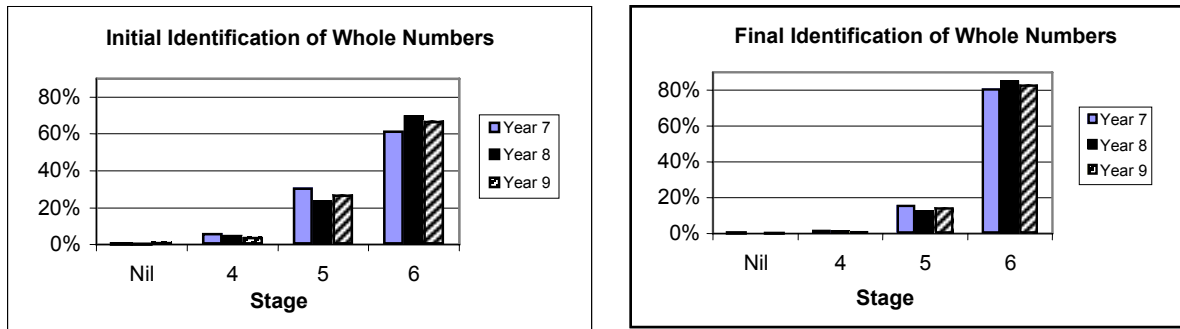 Initial Identification of Whole Numbers
80%
60%
40%
20%
0%
Nil 4 5 6
Stage
Year 7
Year 8
Year 9
Final Identification of Whole Numbers
80%
60%
40%
20%
0%
Nil 4 5 6
Stage
Year 7
Year 8
Year 9